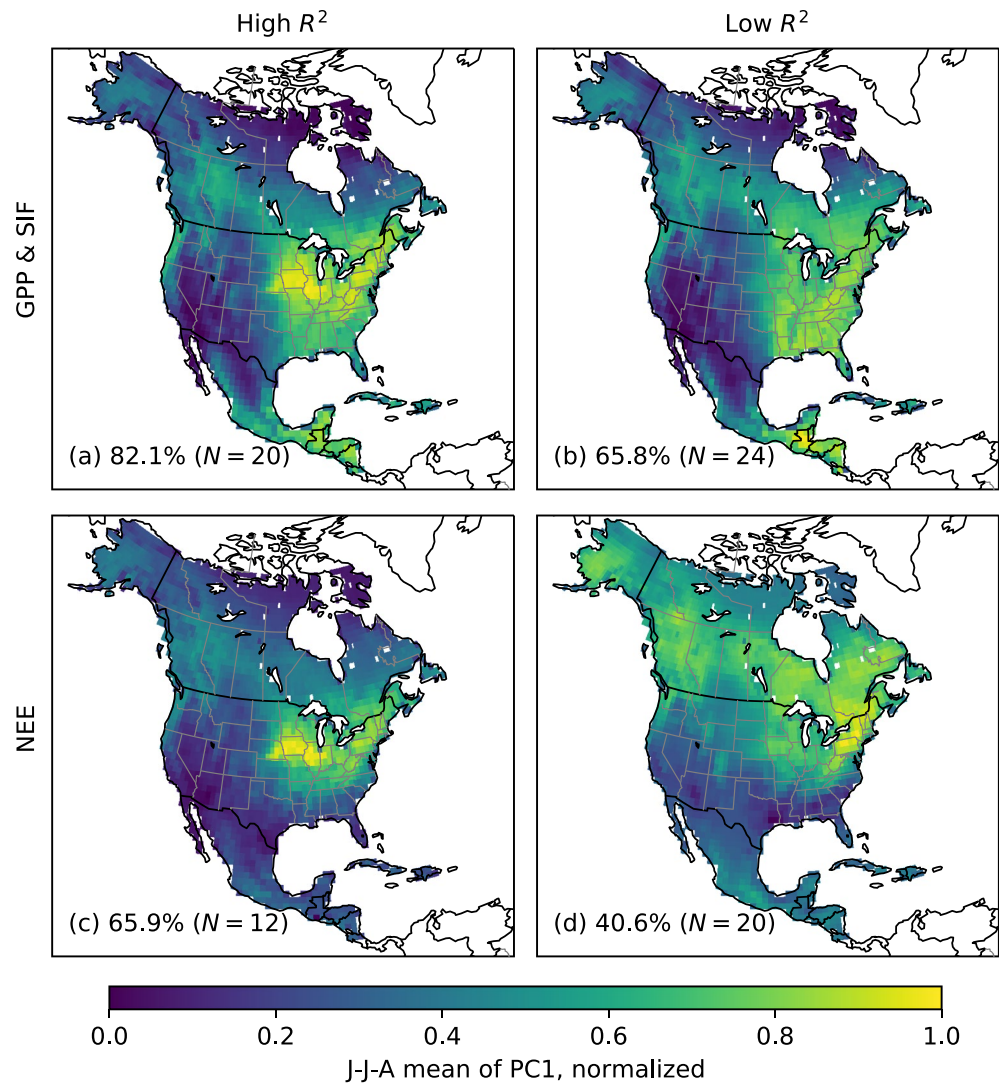 High R²
Low R²
GPP & SIF
(a) 82.1% (N = 20)
(b) 65.8% (N = 24)
NEE
(c) 65.9% (N = 12)
(d) 40.6% (N = 20)
0.0 0.2 0.4 0.6 0.8 1.0
J-J-A mean of PC1, normalized